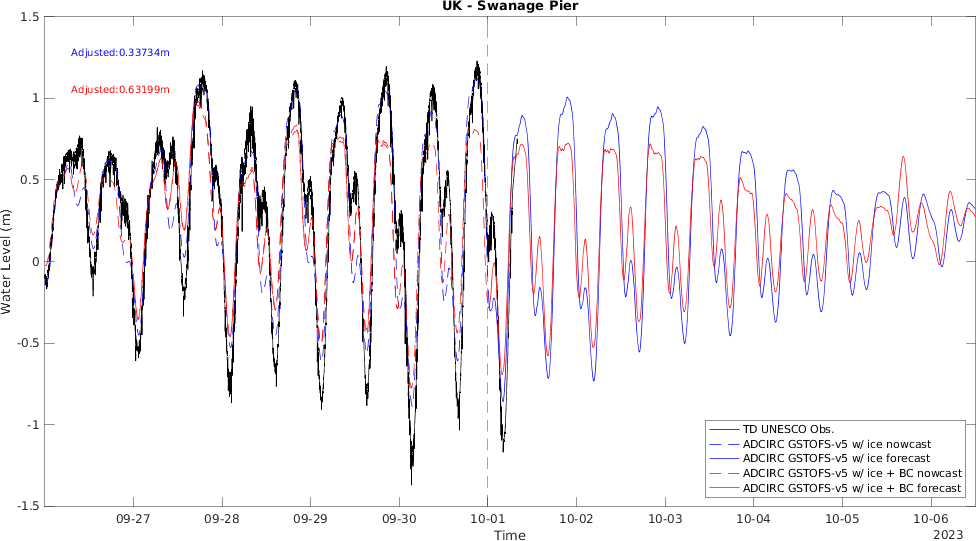 UK - Swanage Pier
Adjusted:0.33734m
Adjusted:0.63199m
Water Level (m)
1.5
1
0.5
0
-0.5
-1
-1.5
TD UNESCO Obs.
ADCIRC GSTOFS-v5 w/ ice nowcast
ADCIRC GSTOFS-v5 w/ ice forecast
ADCIRC GSTOFS-v5 w/ ice + BC nowcast
ADCIRC GSTOFS-v5 w/ ice + BC forecast
09-27 09-28 09-29 09-30 10-01 10-02 10-03 10-04 10-05 10-06
Time
2023